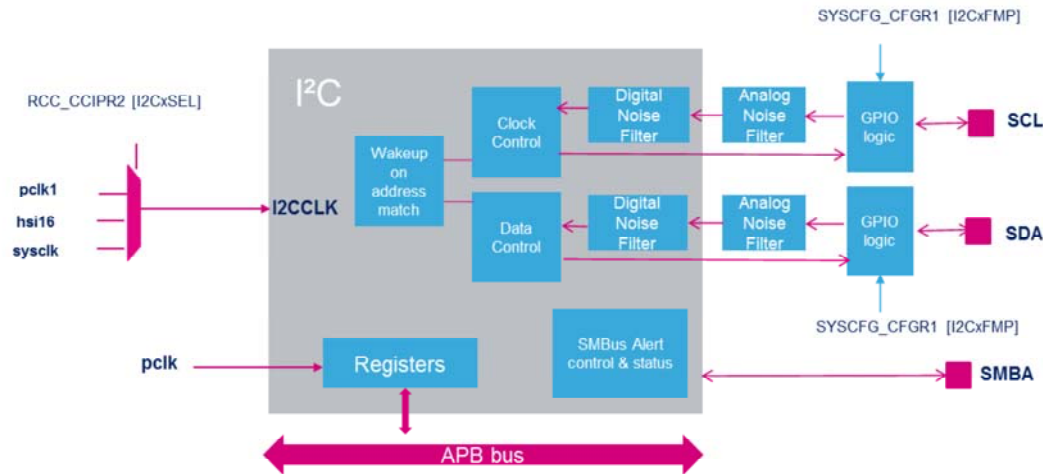 SYSCFG_CFGR1 [I2CxFMP]
RCC_CCIPR2 [I2CxSEL]
I²C
Clock
Control
Digital
Noise
Filter
Analog
Noise
Filter
GPIO
logic
SCL
Wakeup
on
address
match
pclk1
hsi16
sysclk
I2CCLK
Data
Control
Digital
Noise
Filter
Analog
Noise
Filter
GPIO
logic
SDA
SYSCFG_CFGR1 [I2CxFMP]
pclk
Registers
SMBus Alert
control & status
SMBA
APB bus